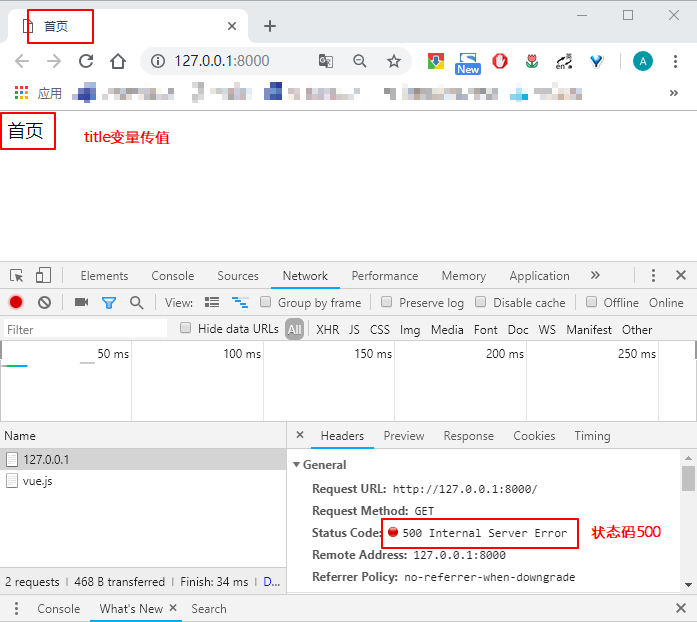 首页
127.0.0.1:8000
New
en
A
应用
首页
title变量传值
Elements Console Sources Network Performance Memory Application
View: Group by frame Preserve log Disable cache Offline Online
Filter Hide data URLs All XHR JS CSS Img Media Font Doc WS Manifest Other
50 ms 100 ms 150 ms 200 ms 250 ms
Name
127.0.0.1
vue.js
Headers Preview Response Cookies Timing
General
Request URL: http://127.0.0.1:8000/
Request Method: GET
Status Code: 500 Internal Server Error 状态码500
Remote Address: 127.0.0.1:8000
Referrer Policy: no-referrer-when-downgrade
2 requests | 468 B transferred | Finish: 34 ms | D...
Console What's New Search